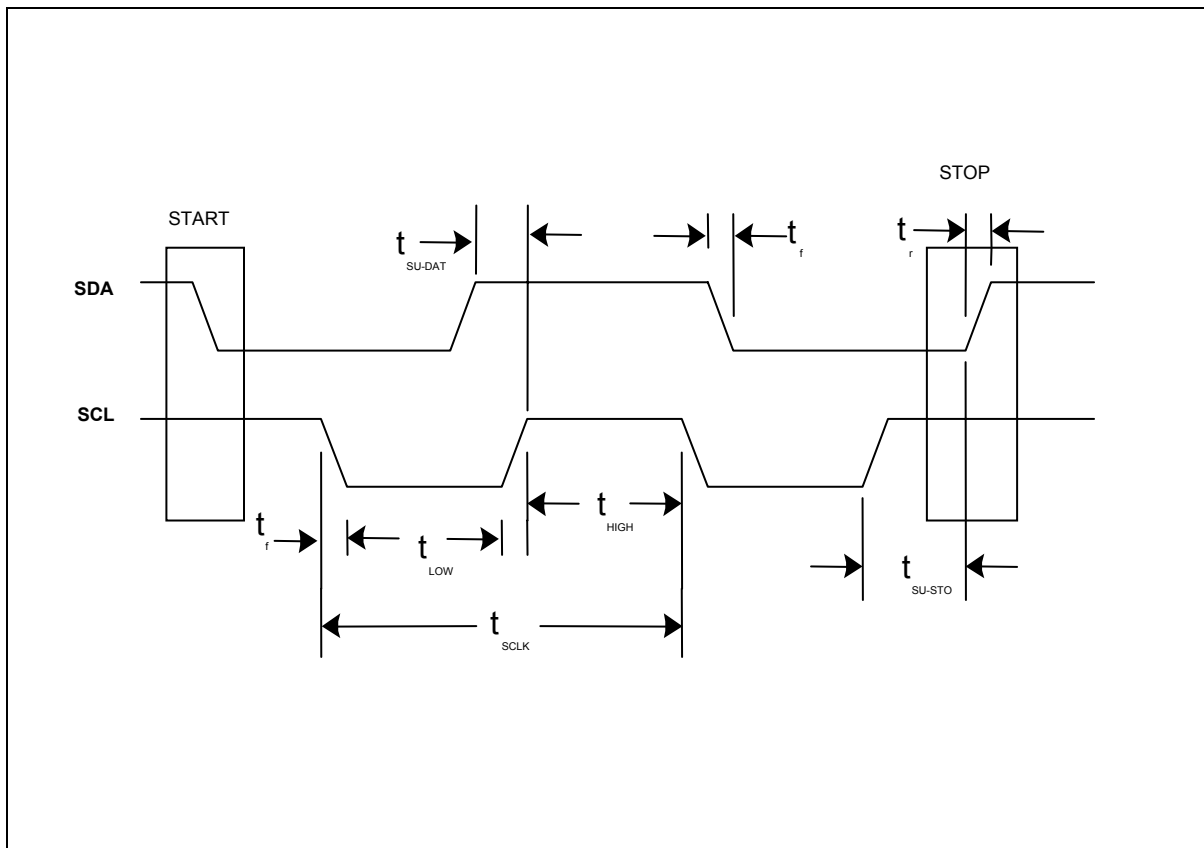 STOP
START
t SU-DAT
t f
t r
SDA
SCL
t HIGH
t f
t LOW
t SU-STO
t SCLK